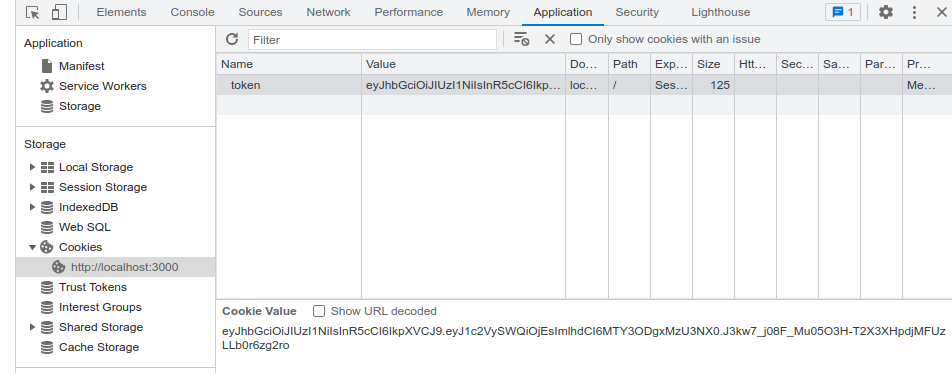 Elements Console Sources Network Performance Memory Application Security Lighthouse 1
Application
Manifest
Service Workers
Storage
Storage
Local Storage
Session Storage
IndexedDB
Web SQL
Cookies
http://localhost:3000
Trust Tokens
Interest Groups
Shared Storage
Cache Storage
Filter Only show cookies with an issue
Name Value Do... Path Exp... Size Htt... Sec... Sa... Par... Pr...
token eyJhbGciOiJIUzI1NiIsInR5cCI6Ikp... loc... / Ses... 125 Me...
Cookie Value Show URL decoded
eyJhbGciOiJIUzI1NiIsInR5cCI6IkpXVCJ9.eyJ1c2VySWQiOjEsImlhdCI6MTY3ODgxMzU3NX0.J3kw7_j08F_Mu05O3H-T2X3XHpdjMFUz
LLb0r6zg2ro